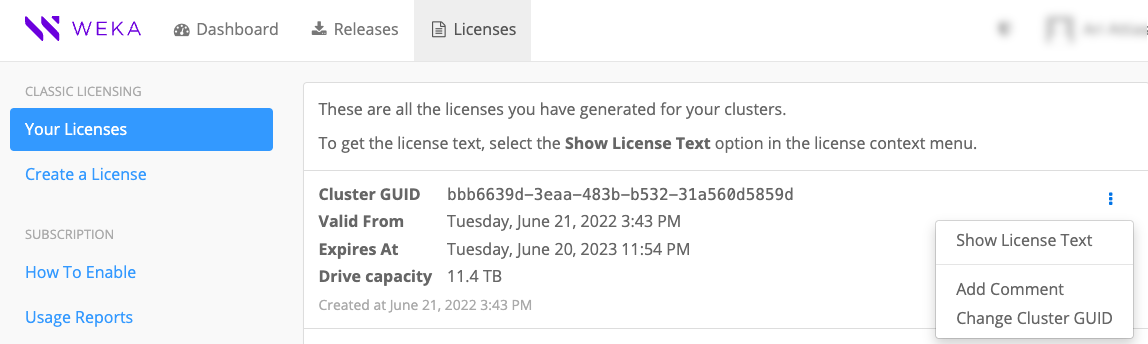 WEKA Dashboard Releases Licenses
CLASSIC LICENSING
Your Licenses
Create a License
SUBSCRIPTION
How To Enable
Usage Reports
These are all the licenses you have generated for your clusters.
To get the license text, select the Show License Text option in the license context menu.
Cluster GUID bbb6639d-3eaa-483b-b532-31a560d5859d
Valid From Tuesday, June 21, 2022 3:43 PM
Expires At Tuesday, June 20, 2023 11:54 PM
Drive capacity 11.4 TB
Created at June 21, 2022 3:43 PM
Show License Text
Add Comment
Change Cluster GUID